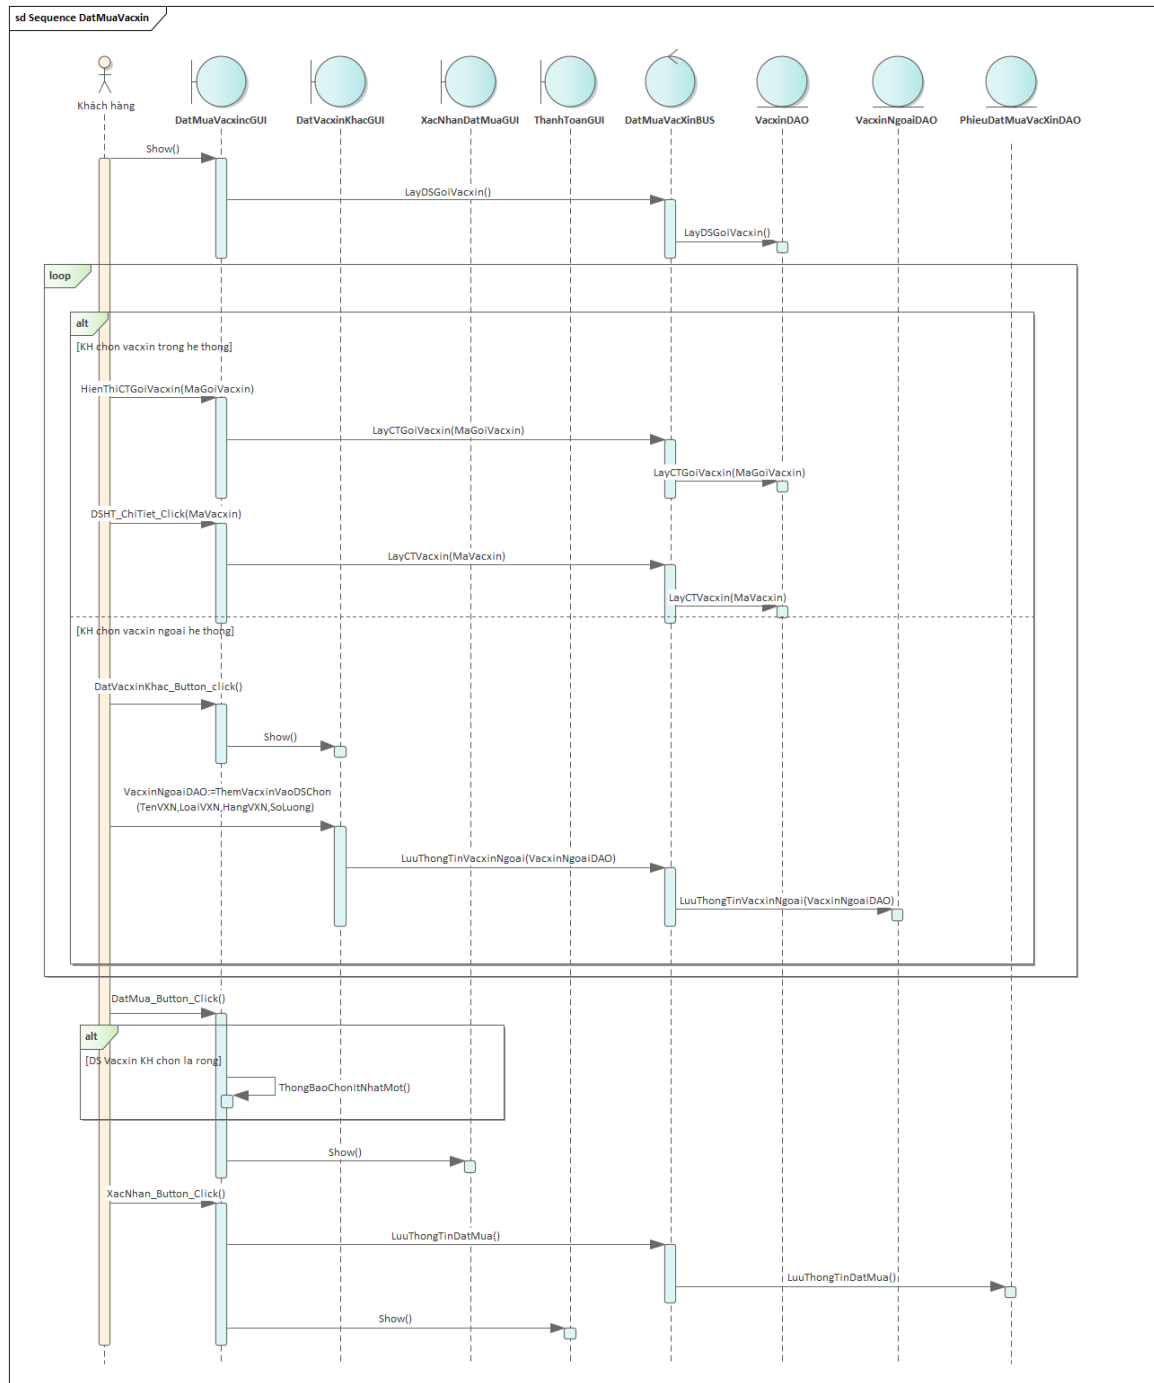 sd Sequence DatMuaVacxin
Khách hàng
DatMuaVacxincGUI
DatVacxinKhacGUI
XacNhanDatMuaGUI
ThanhToanGUI
DatMuaVacXinBUS
VacxinDAO
VacxinNgoaiDAO
PhieuDatMuaVacXinDAO
Show()
LayDSGoiVacxin()
LayDSGoiVacxin()
loop
alt
[KH chon vacxin trong he thong]
HienThiCTGoiVacxin(MaGoiVacxin)
LayCTGoiVacxin(MaGoiVacxin)
LayCTGoiVacxin(MaGoiVacxin)
DSHT_ChiTiet_Click(MaVacxin)
LayCTVacxin(MaVacxin)
LayCTVacxin(MaVacxin)
[KH chon vacxin ngoai he thong]
DatVacxinKhac_Button_click()
Show()
VacxinNgoaiDAO:=ThemVacxinVaoDSChon
(TenVXN,LoaiVXN,HangVXN,SoLuong)
LuuThongTinVacxinNgoai(VacxinNgoaiDAO)
LuuThongTinVacxinNgoai(VacxinNgoaiDAO)
DatMua_Button_Click()
alt
[DS Vacxin KH chon la rong]
ThongBaoChonItNhatMot()
Show()
XacNhan_Button_Click()
LuuThongTinDatMua()
LuuThongTinDatMua()
Show()